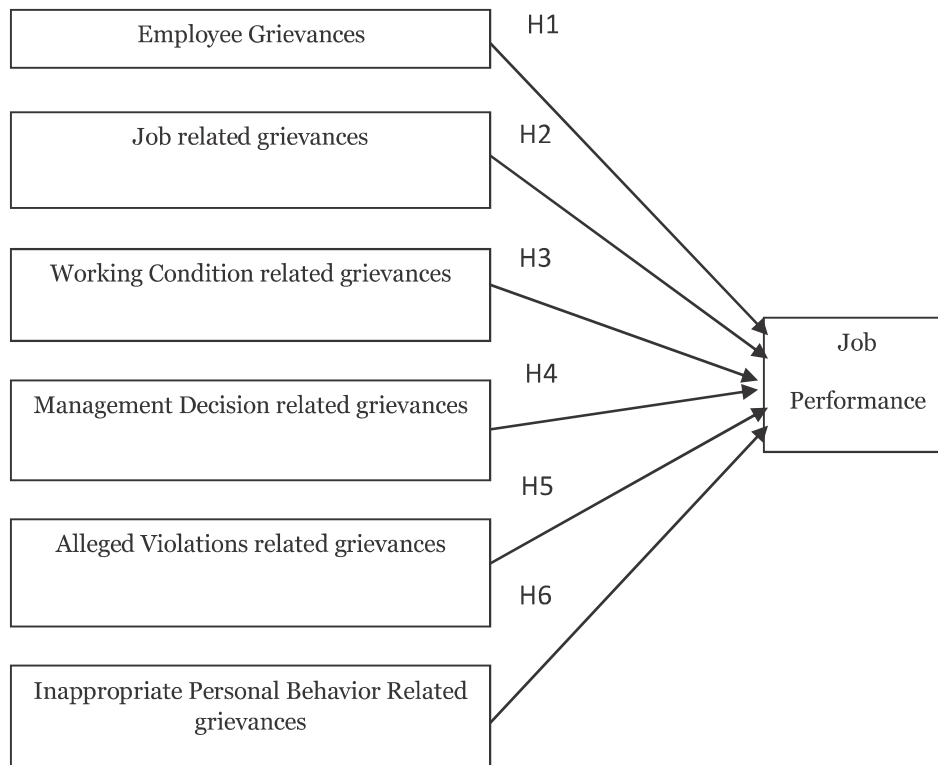 Employee Grievances
H1
Job related grievances
H2
Working Condition related grievances
H3
Management Decision related grievances
H4
Alleged Violations related grievances
H5
Inappropriate Personal Behavior Related
grievances
H6
Job
Performance